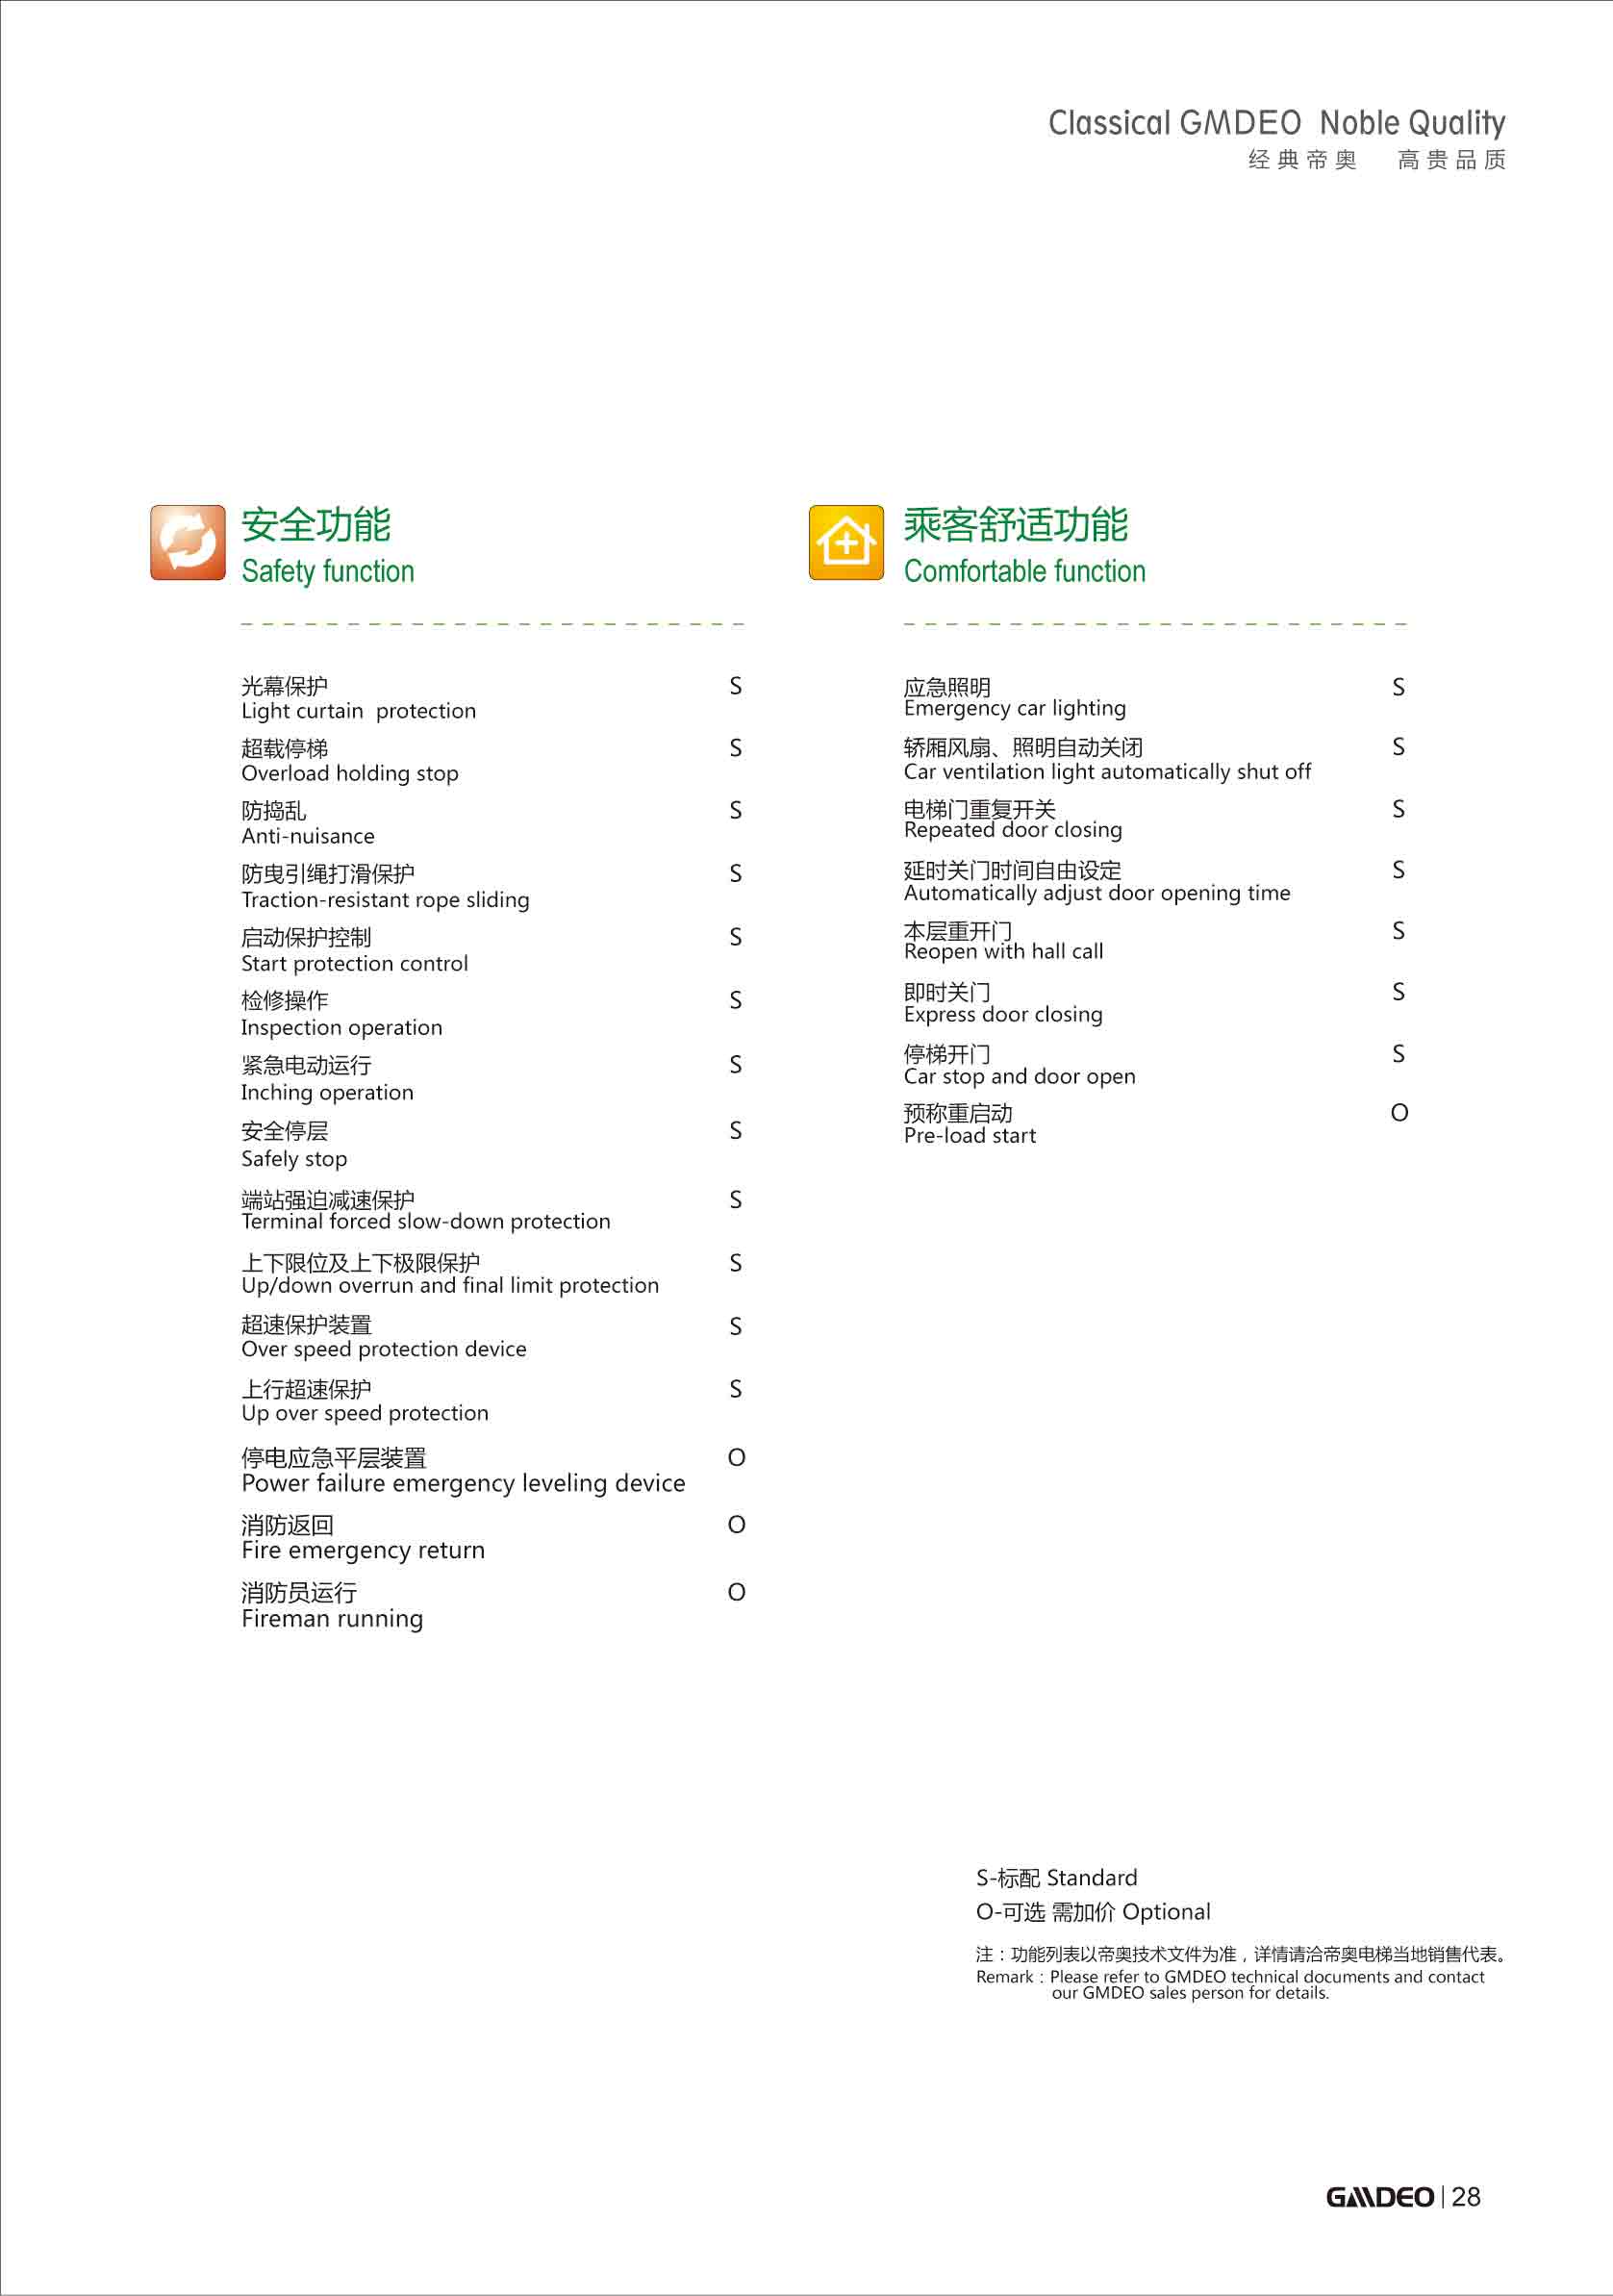 Classical GMDEO Noble Quality
经典帝奥 高贵品质
安全功能
Safety function
光幕保护 S
Light curtain protection
超载停梯 S
Overload holding stop
防捣乱 S
Anti-nuisance
防曳引绳打滑保护 S
Traction-resistant rope sliding
启动保护控制 S
Start protection control
检修操作 S
Inspection operation
紧急电动运行 S
Inching operation
安全停层 S
Safely stop
端站强迫减速保护 S
Terminal forced slow-down protection
上下限位及上下极限保护 S
Up/down overrun and final limit protection
超速保护装置 S
Over speed protection device
上行超速保护 S
Up over speed protection
停电应急平层装置 O
Power failure emergency leveling device
消防返回 O
Fire emergency return
消防员运行 O
Fireman running
乘客舒适功能
Comfortable function
应急照明 S
Emergency car lighting
轿厢风扇、照明自动关闭 S
Car ventilation light automatically shut off
电梯门重复开关 S
Repeated door closing
延时关门时间自由设定 S
Automatically adjust door opening time
本层重开门 S
Reopen with hall call
即时关门 S
Express door closing
停梯开门 S
Car stop and door open
预称重启动 O
Pre-load start
S-标配 Standard
O-可选 需加价 Optional
注：功能列表以帝奥技术文件为准，详情请洽帝奥电梯当地销售代表。
Remark：Please refer to GMDEO technical documents and contact
our GMDEO sales person for details.
GMDEO | 28